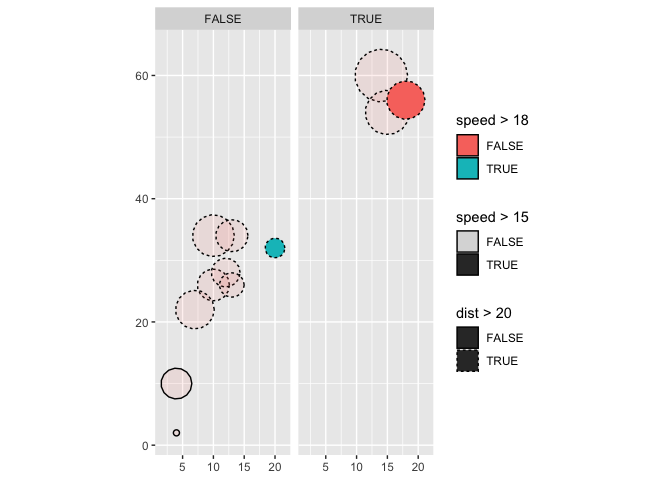 FALSE TRUE
60
40
20
0
5 10 15 20 5 10 15 20
speed > 18
FALSE
TRUE
speed > 15
FALSE
TRUE
dist > 20
FALSE
TRUE